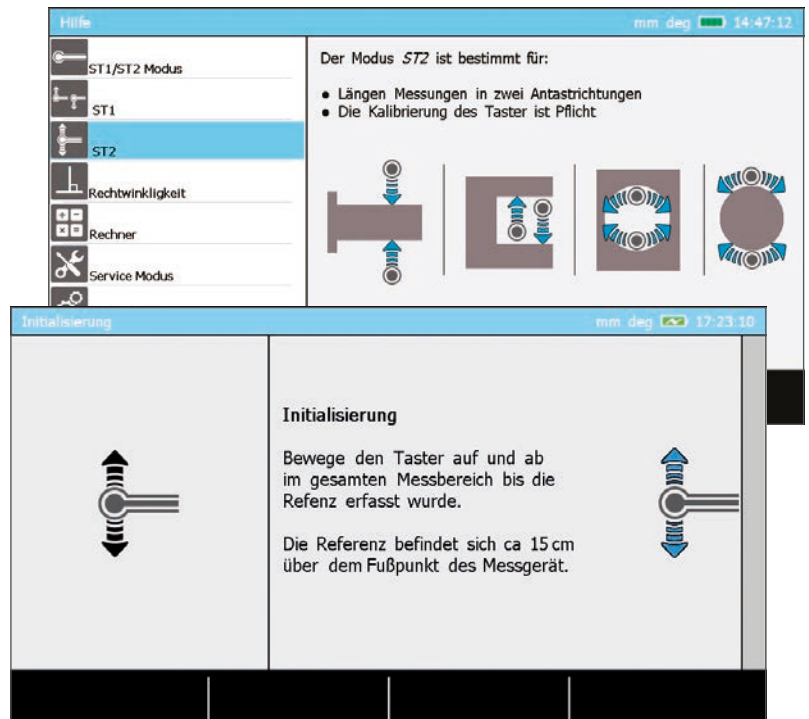 Hilfe
mm deg 14:47:12
ST1/ST2 Modus
ST1
ST2
Rechtwinkligkeit
Rechner
Service Modus
Der Modus ST2 ist bestimmt für:
• Längen Messungen in zwei Antastrichtungen
• Die Kalibrierung des Taster ist Pflicht
Initialisierung
mm deg 17:23:10
Initialisierung
Bewege den Taster auf und ab
im gesamten Messbereich bis die
Refenz erfasst wurde.
Die Referenz befindet sich ca 15 cm
über dem Fußpunkt des Messgerät.